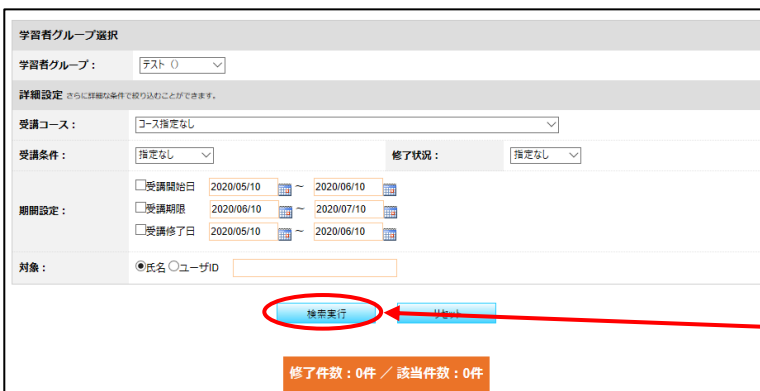 学習者グループ選択
学習者グループ： テスト ()
詳細設定 さらに詳細な条件で絞り込むことができます。
受講コース： コース指定なし
受講条件： 指定なし 修了状況： 指定なし
期間設定：
受講開始日 2020/05/10 ～ 2020/06/10
受講期限 2020/06/10 ～ 2020/07/10
受講修了日 2020/05/10 ～ 2020/06/10
対象： 氏名 ユーザID
検索実行 リセット
修了件数：0件 ／ 該当件数：0件